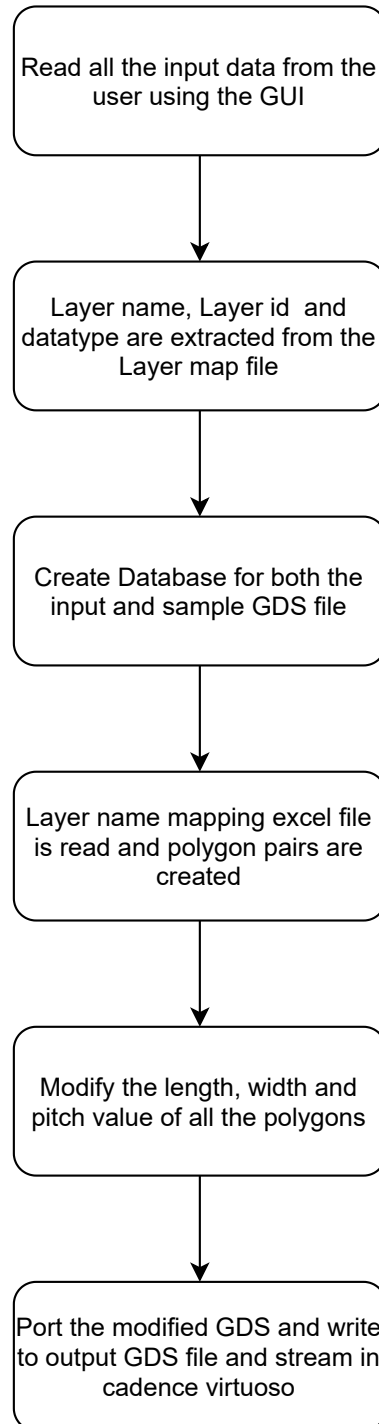 Read all the input data from the
user using the GUI
Layer name, Layer id and
datatype are extracted from the
Layer map file
Create Database for both the
input and sample GDS file
Layer name mapping excel file
is read and polygon pairs are
created
Modify the length, width and
pitch value of all the polygons
Port the modified GDS and write
to output GDS file and stream in
cadence virtuoso